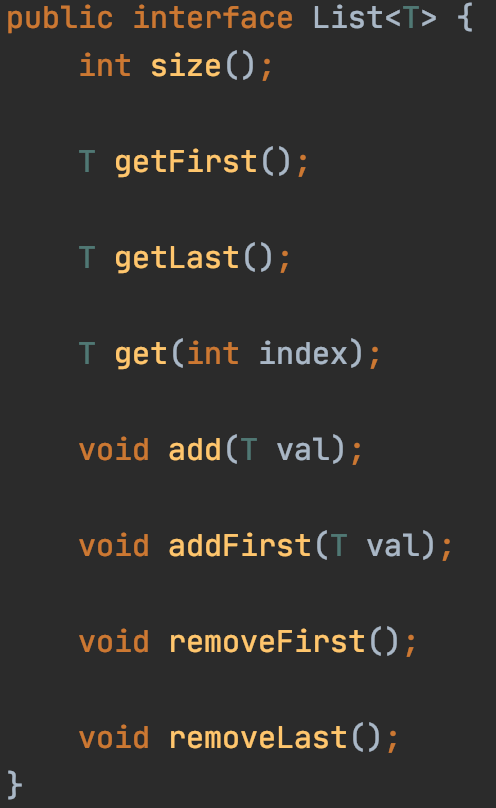 public interface List<T> {
    int size();
    T getFirst();
    T getLast();
    T get(int index);
    void add(T val);
    void addFirst(T val);
    void removeFirst();
    void removeLast();
}